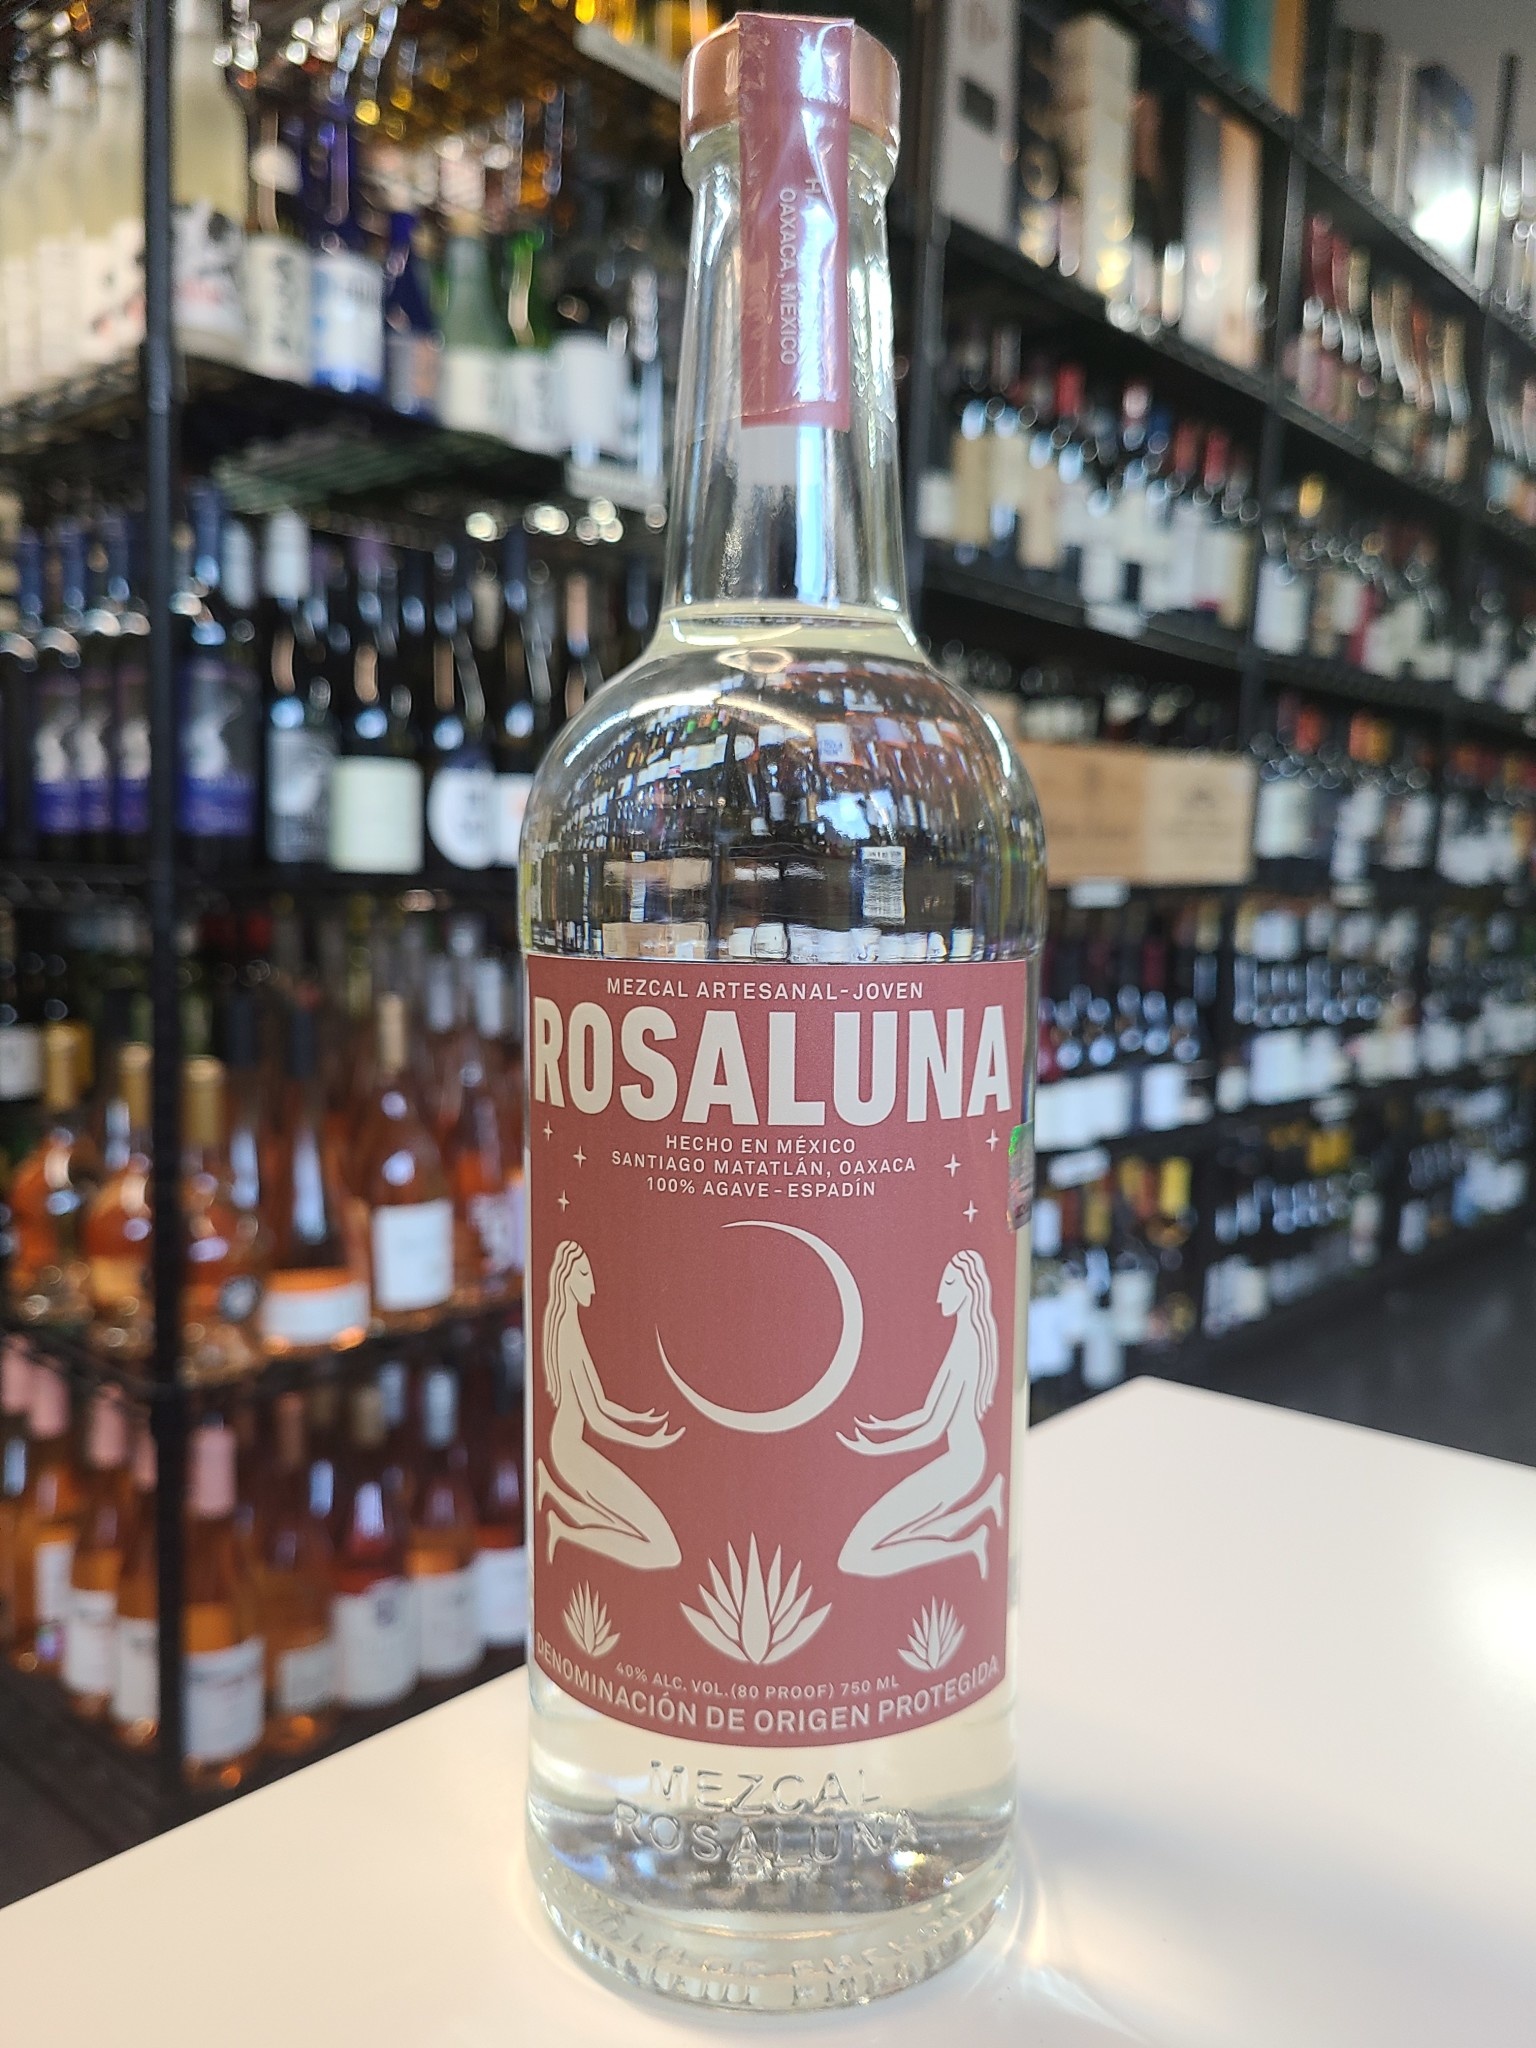 OAXACA, MEXICO
MEZCAL ARTESANAL-JOVEN
ROSALUNA
HECHO EN MÉXICO
SANTIAGO MATATLÁN, OAXACA
100% AGAVE - ESPADÍN
40% ALC. VOL.(80 PROOF) 750 ML
DENOMINACIÓN DE ORIGEN PROTEGIDA
MEZCAL
ROSALUNA